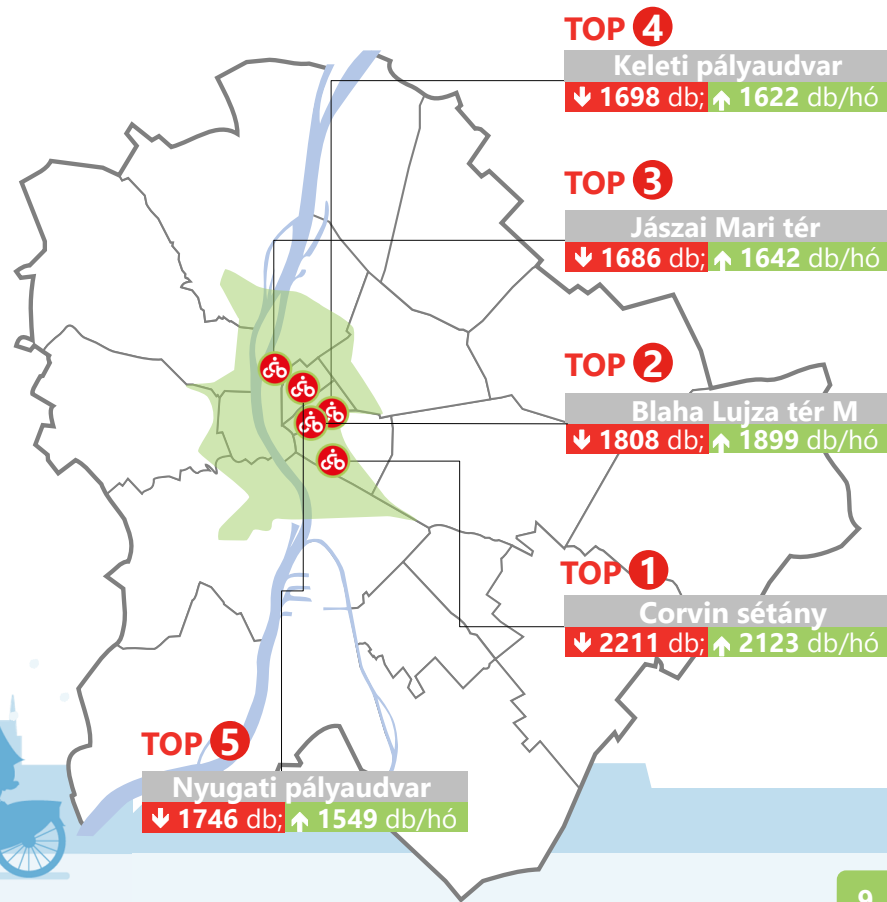 TOP 4
Keleti pályaudvar
↓ 1698 db; ↑ 1622 db/hó
TOP 3
Jászai Mari tér
↓ 1686 db; ↑ 1642 db/hó
TOP 2
Blaha Lujza tér M
↓ 1808 db; ↑ 1899 db/hó
TOP 1
Corvin sétány
↓ 2211 db; ↑ 2123 db/hó
TOP 5
Nyugati pályaudvar
↓ 1746 db; ↑ 1549 db/hó
9